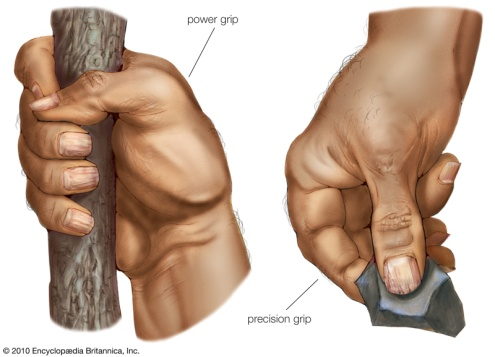 power grip
precision grip
© 2010 Encyclopædia Britannica, Inc.